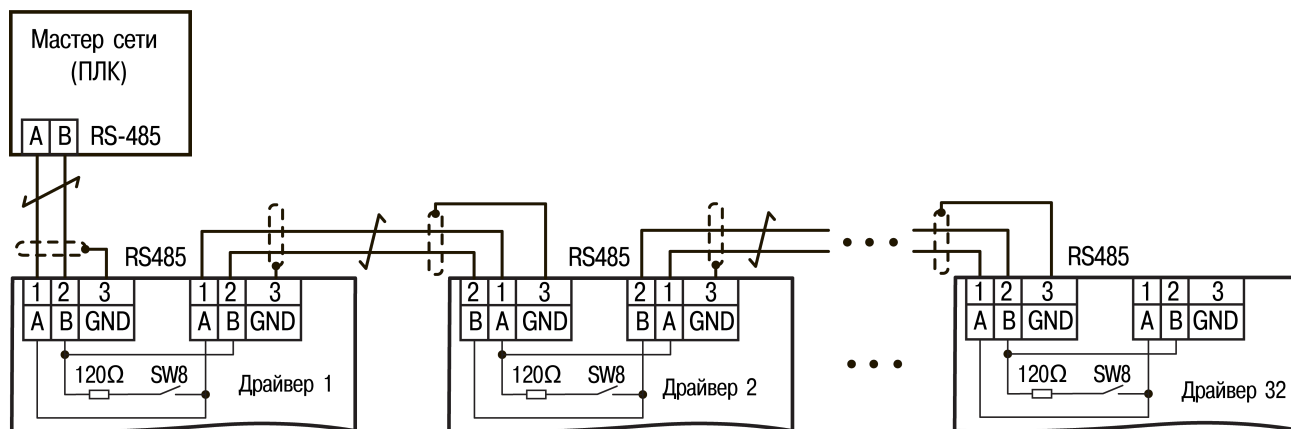 Мастер сети
(ПЛК)
A B RS-485
RS485 RS485 RS485
1 2 3 1 2 3 2 1 3 2 1 3 1 2 3 1 2 3
A B GND A B GND B A GND B A GND A B GND A B GND
120Ω SW8 Драйвер 1 120Ω SW8 Драйвер 2 120Ω SW8 Драйвер 32